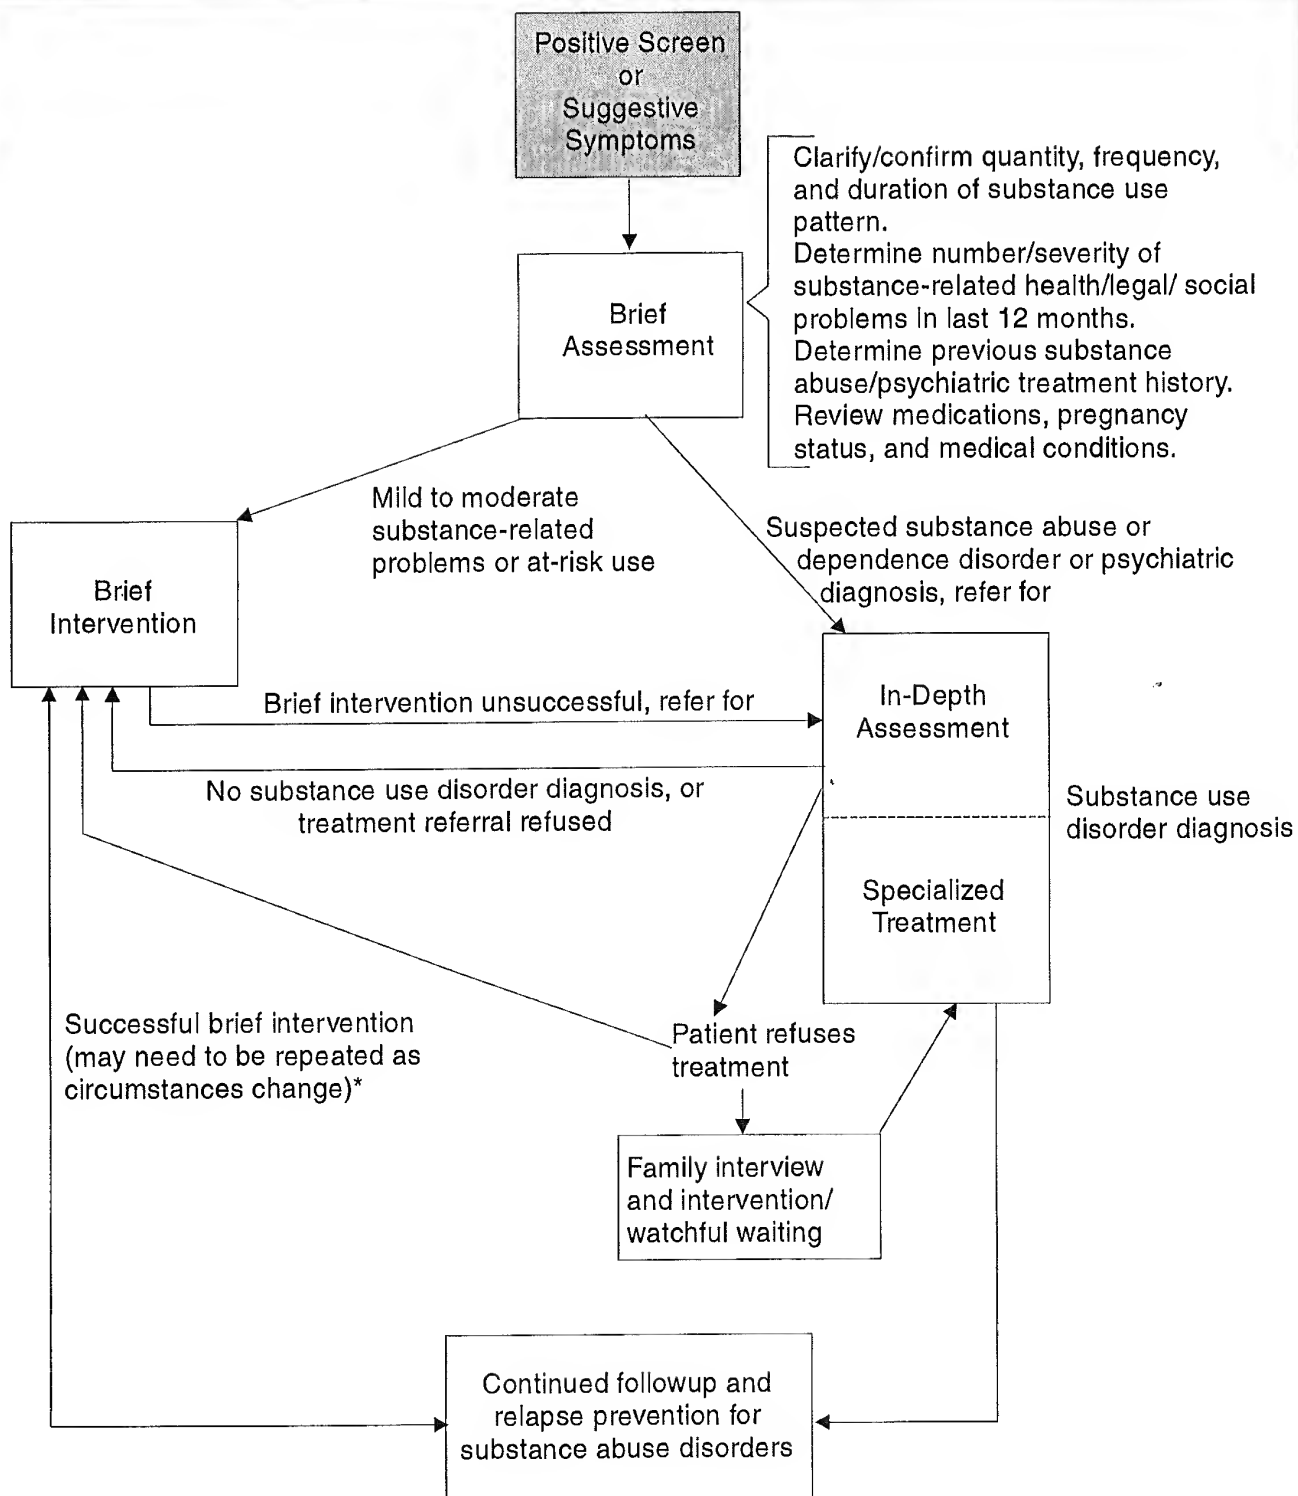 Positive Screen
or
Suggestive
Symptoms
Clarify/confirm quantity, frequency,
and duration of substance use
pattern.
Determine number/severity of
substance-related health/legal/ social
problems in last 12 months.
Determine previous substance
abuse/psychiatric treatment history.
Review medications, pregnancy
status, and medical conditions.
Brief
Assessment
Mild to moderate
substance-related
problems or at-risk use
Suspected substance abuse or
dependence disorder or psychiatric
diagnosis, refer for
Brief
Intervention
Brief intervention unsuccessful, refer for
In-Depth
Assessment
No substance use disorder diagnosis, or
treatment referral refused
Substance use
disorder diagnosis
Specialized
Treatment
Successful brief intervention
(may need to be repeated as
circumstances change)*
Patient refuses
treatment
Family interview
and intervention/
watchful waiting
Continued followup and
relapse prevention for
substance abuse disorders